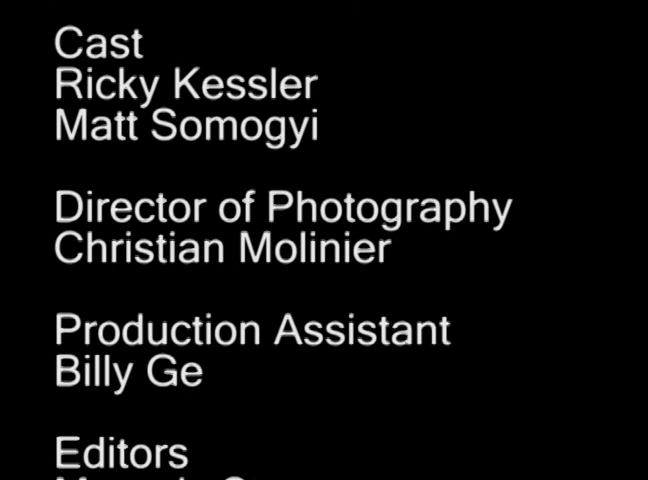 Cast
Ricky Kessler
Matt Somogyi
Director of Photography
Christian Molinier
Production Assistant
Billy Ge
Editors